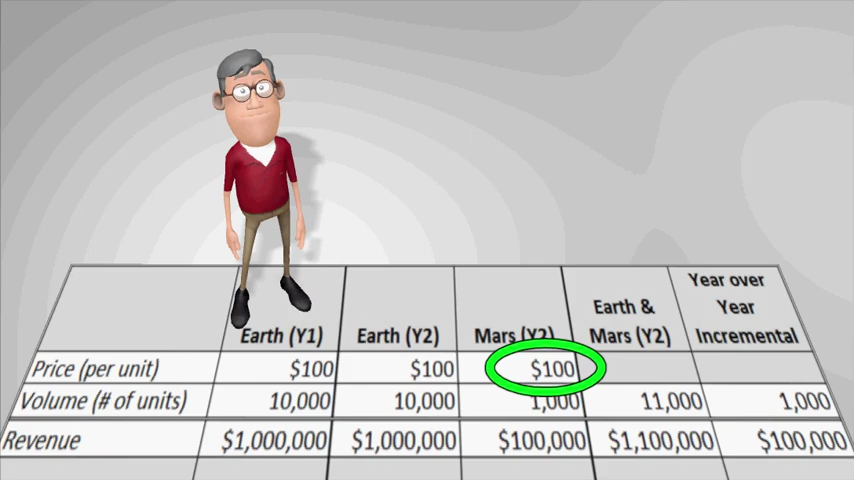 Year over
Earth & Year
Earth (Y1) Earth (Y2) Mars (Y2) Mars (Y2) Incremental
Price (per unit) $100 $100 $100
Volume (# of units) 10,000 10,000 1,000 11,000 1,000
Revenue $1,000,000 $1,000,000 $100,000 $1,100,000 $100,000